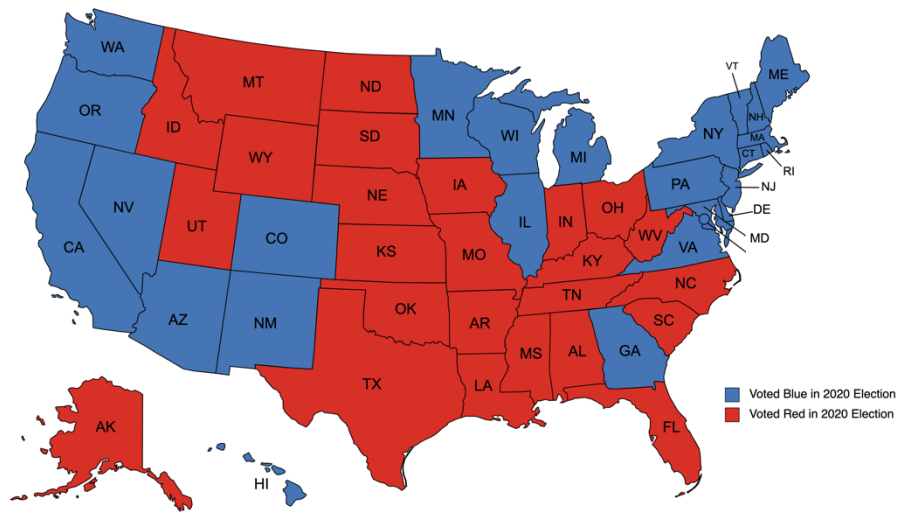 WA
VT
ME
MT
ND
MN
OR
NH
ID
SD
WI
NY
MA
MI
CT
WY
RI
PA
NJ
IA
NE
NV
DE
OH
IL
IN
UT
CO
WV
MD
CA
VA
KS
MO
KY
NC
TN
OK
AZ
NM
AR
SC
MS
AL
GA
TX
LA
Voted Blue in 2020 Election
Voted Red in 2020 Election
AK
FL
HI